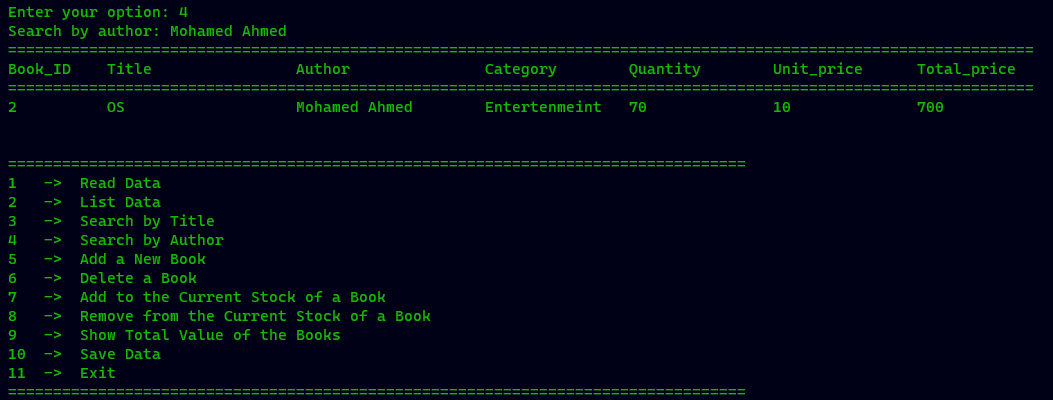 Enter your option: 4
Search by author: Mohamed Ahmed
==================================================================================================================
Book_ID    Title                Author               Category        Quantity        Unit_price      Total_price
==================================================================================================================
2          OS                   Mohamed Ahmed        Entertenmeint   70              10              700
==================================================================================
1   ->  Read Data
2   ->  List Data
3   ->  Search by Title
4   ->  Search by Author
5   ->  Add a New Book
6   ->  Delete a Book
7   ->  Add to the Current Stock of a Book
8   ->  Remove from the Current Stock of a Book
9   ->  Show Total Value of the Books
10  ->  Save Data
11  ->  Exit
==================================================================================